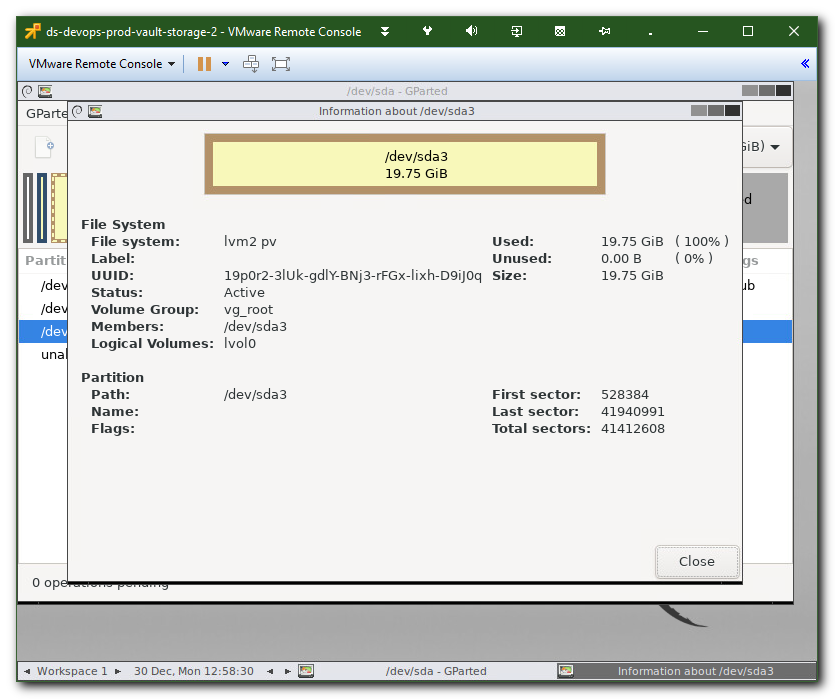 ds-devops-prod-vault-storage-2 - VMware Remote Console
VMware Remote Console
/dev/sda - GParted
GParte
Information about /dev/sda3
/dev/sda3
19.75 GiB
GiB)
d
File System
File system: lvm2 pv Used: 19.75 GiB ( 100% )
Label: Unused: 0.00 B ( 0% )
UUID: 19p0r2-3lUk-gdlY-BNj3-rFGx-lixh-D9iJ0q Size: 19.75 GiB
Status: Active
Volume Group: vg_root
Members: /dev/sda3
Logical Volumes: lvol0
Partit
gs
/dev
ub
/dev
/dev
unal
Partition
Path: /dev/sda3 First sector: 528384
Name: Last sector: 41940991
Flags: Total sectors: 41412608
Close
0 operations pending
Workspace 1 30 Dec, Mon 12:58:30 /dev/sda - GParted Information about /dev/sda3